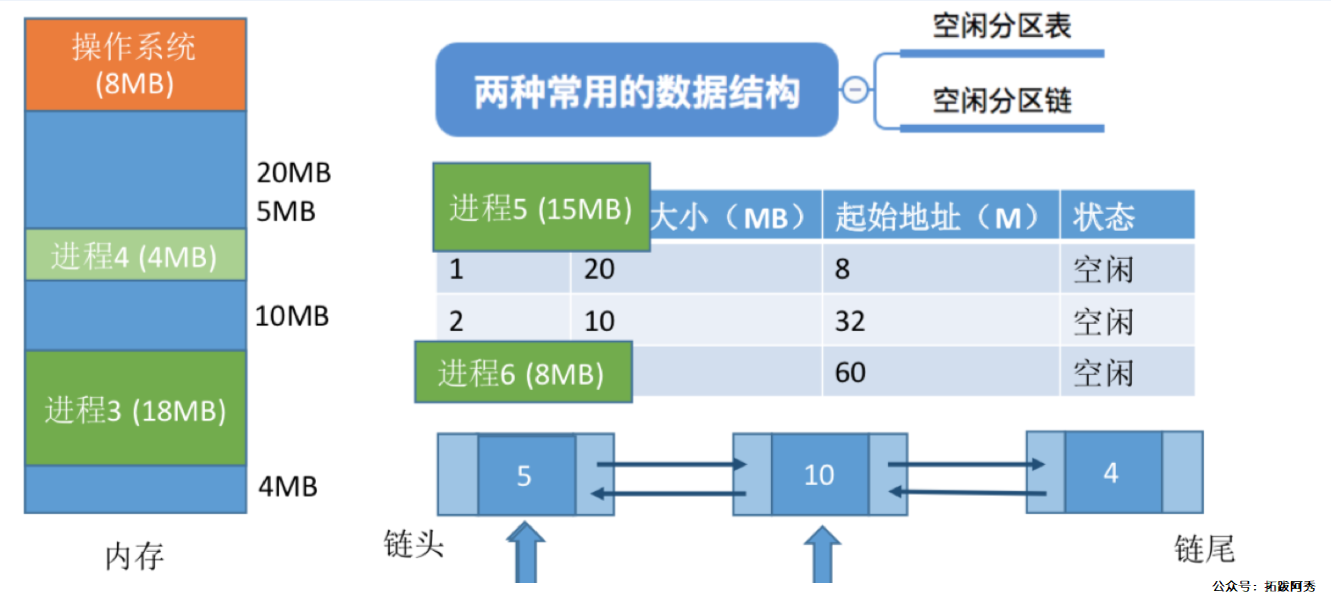 操作系统
(8MB)
20MB
5MB
进程4 (4MB)
10MB
进程3 (18MB)
4MB
内存
两种常用的数据结构
空闲分区表
空闲分区链
进程5 (15MB)
大小（MB） 起始地址（M） 状态
1 20 8 空闲
2 10 32 空闲
进程6 (8MB)
60 空闲
5 10 4
链头
链尾
公众号：拓跋阿秀